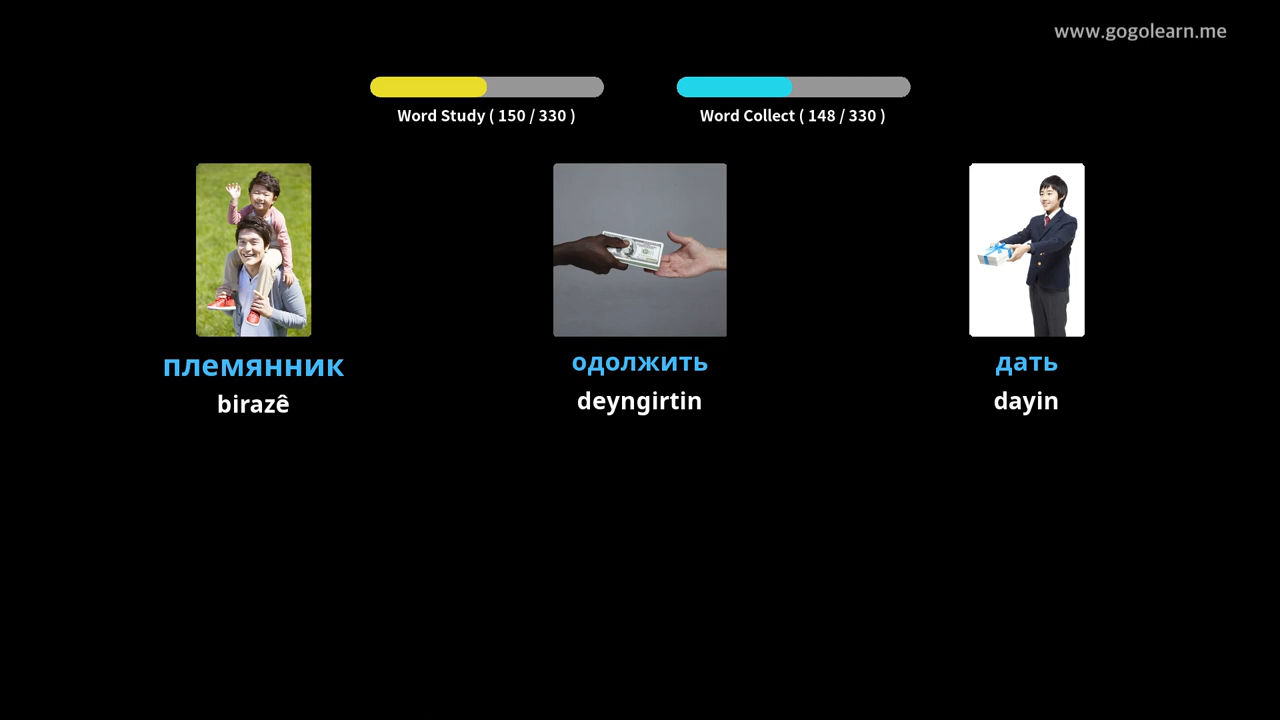 www.gogolearn.me
Word Study ( 150 / 330 )
Word Collect ( 148 / 330 )
племянник
birazê
одолжить
deyngirtin
дать
dayin